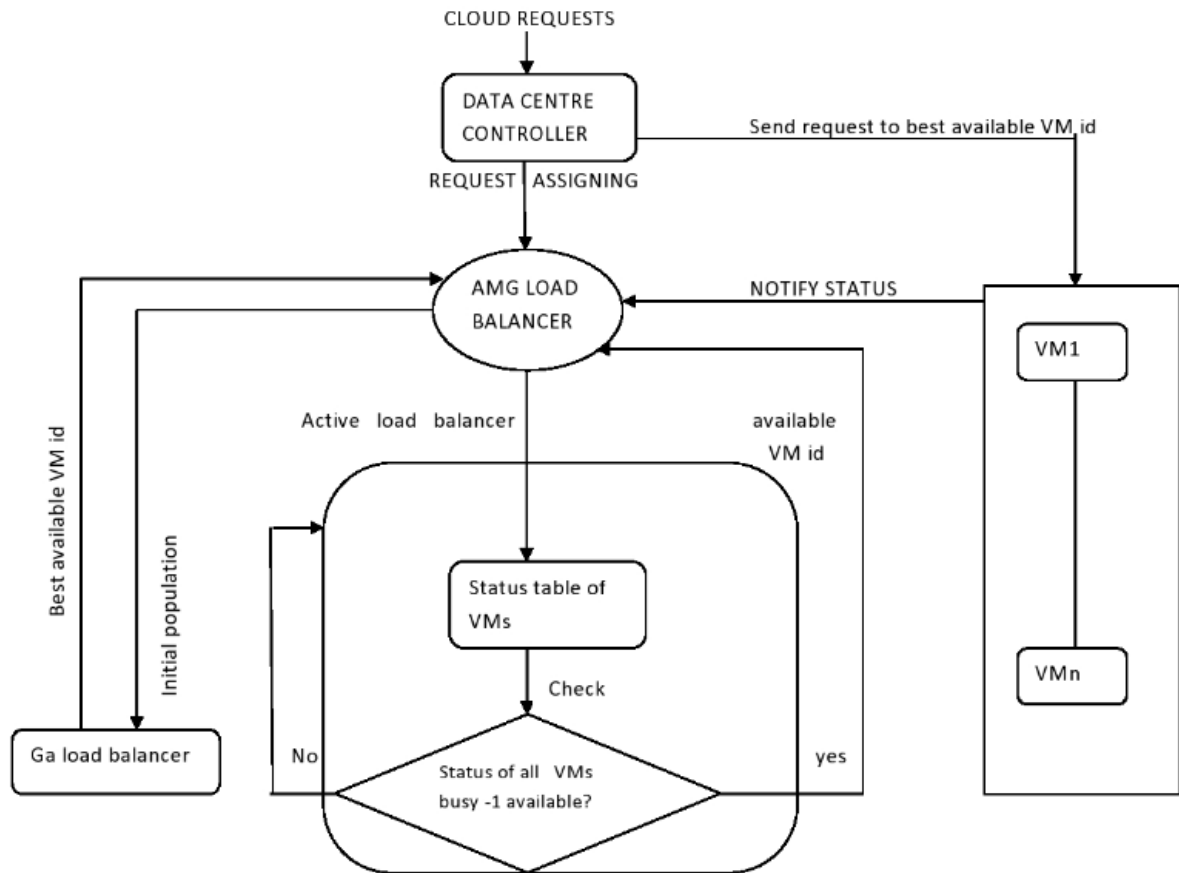 CLOUD REQUESTS
DATA CENTRE
CONTROLLER
Send request to best available VM id
REQUEST ASSIGNING
AMG LOAD
BALANCER
NOTIFY STATUS
VM1
Active load balancer
available
VM id
Best available VM id
Initial population
Status table of
VMs
Check
VMn
Ga load balancer
No
Status of all VMs
busy -1 available?
yes